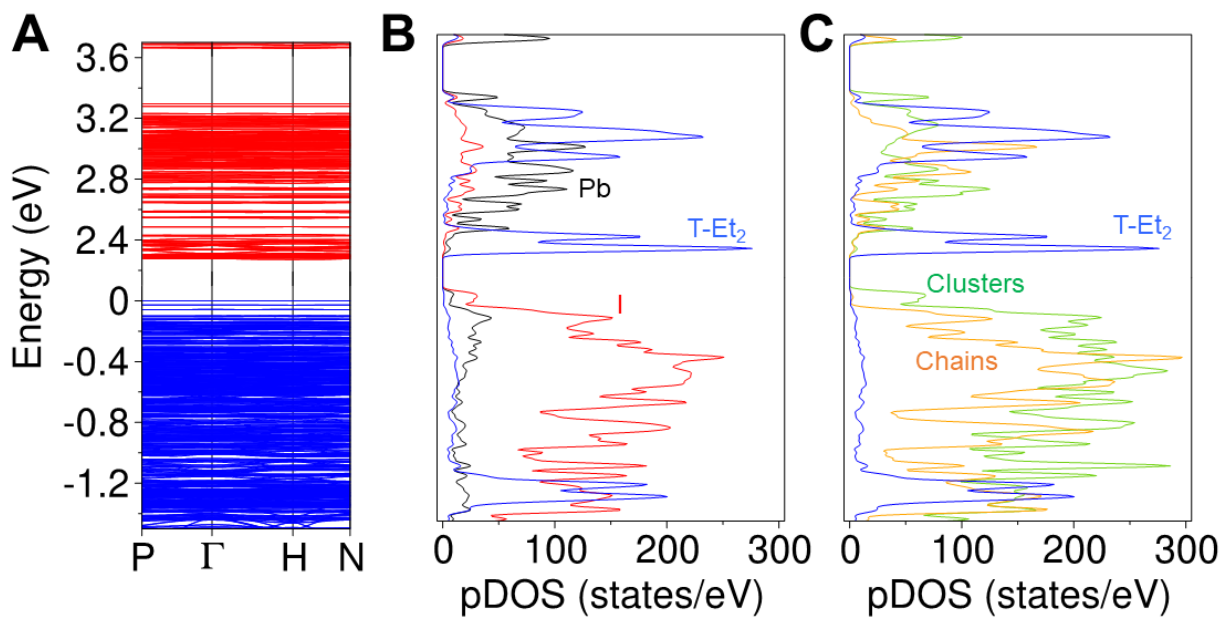 A
B
C
Energy (eV)
3.6
3.2
2.8
2.4
0
-0.4
-0.8
-1.2
P Γ H N
Pb
T-Et₂
I
0 100 200 300
pDOS (states/eV)
T-Et₂
Clusters
Chains
0 100 200 300
pDOS (states/eV)